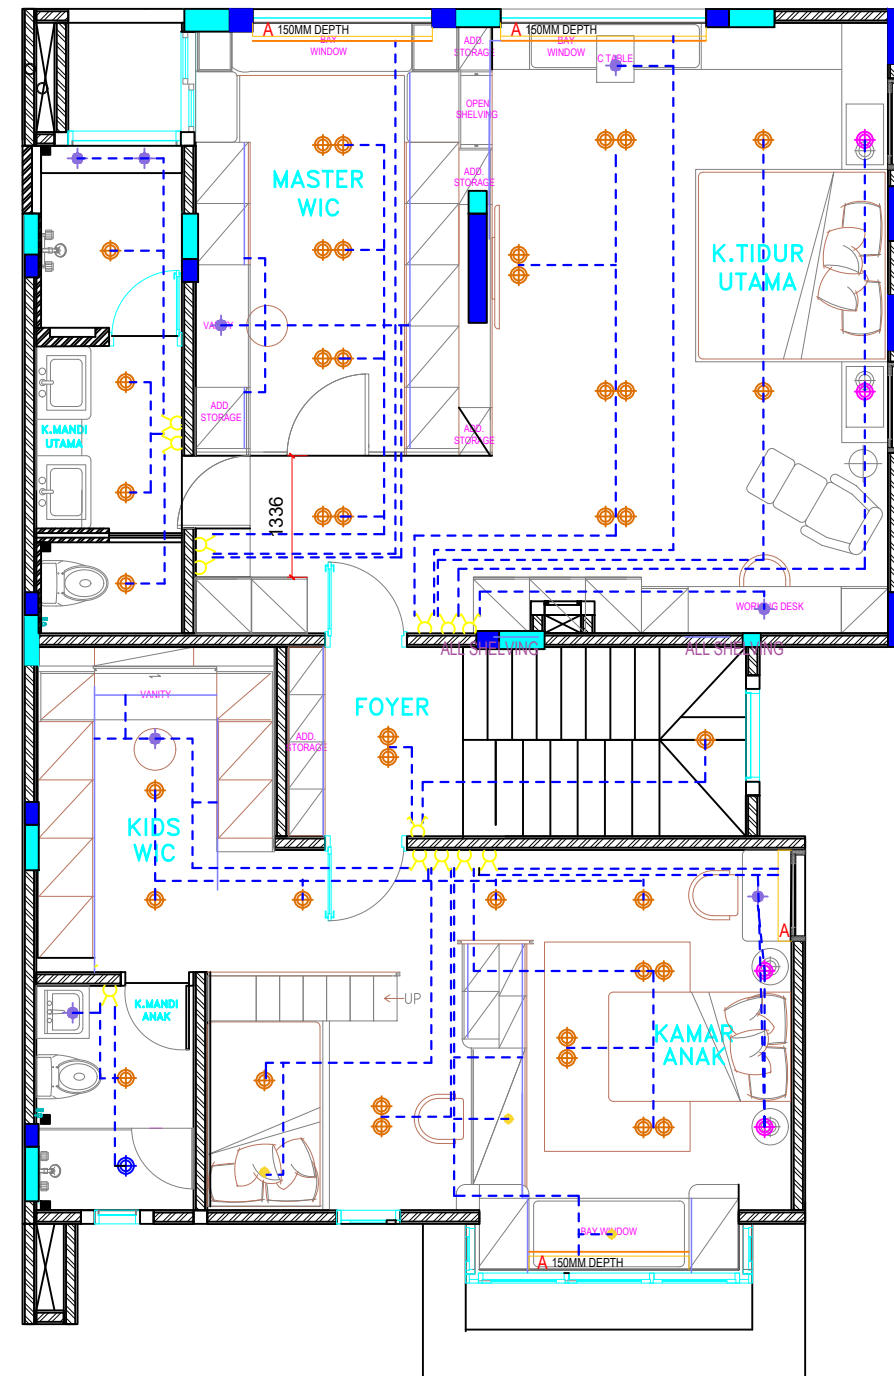 A 150MM DEPTH
BAY
WINDOW
ADD.
STORAGE
A 150MM DEPTH
BAY
WINDOW
C TABLE
OPEN
SHELVING
MASTER
WIC
ADD.
STORAGE
K.TIDUR
UTAMA
VANITY
ADD.
STORAGE
K.MANDI
UTAMA
ADD.
STORAGE
1336
WORKING DESK
ALL SHELVING
ALL SHELVING
VANITY
FOYER
ADD.
STORAGE
KIDS
WIC
A
UP
K.MANDI
ANAK
KAMAR
ANAK
BAY WINDOW
A 150MM DEPTH